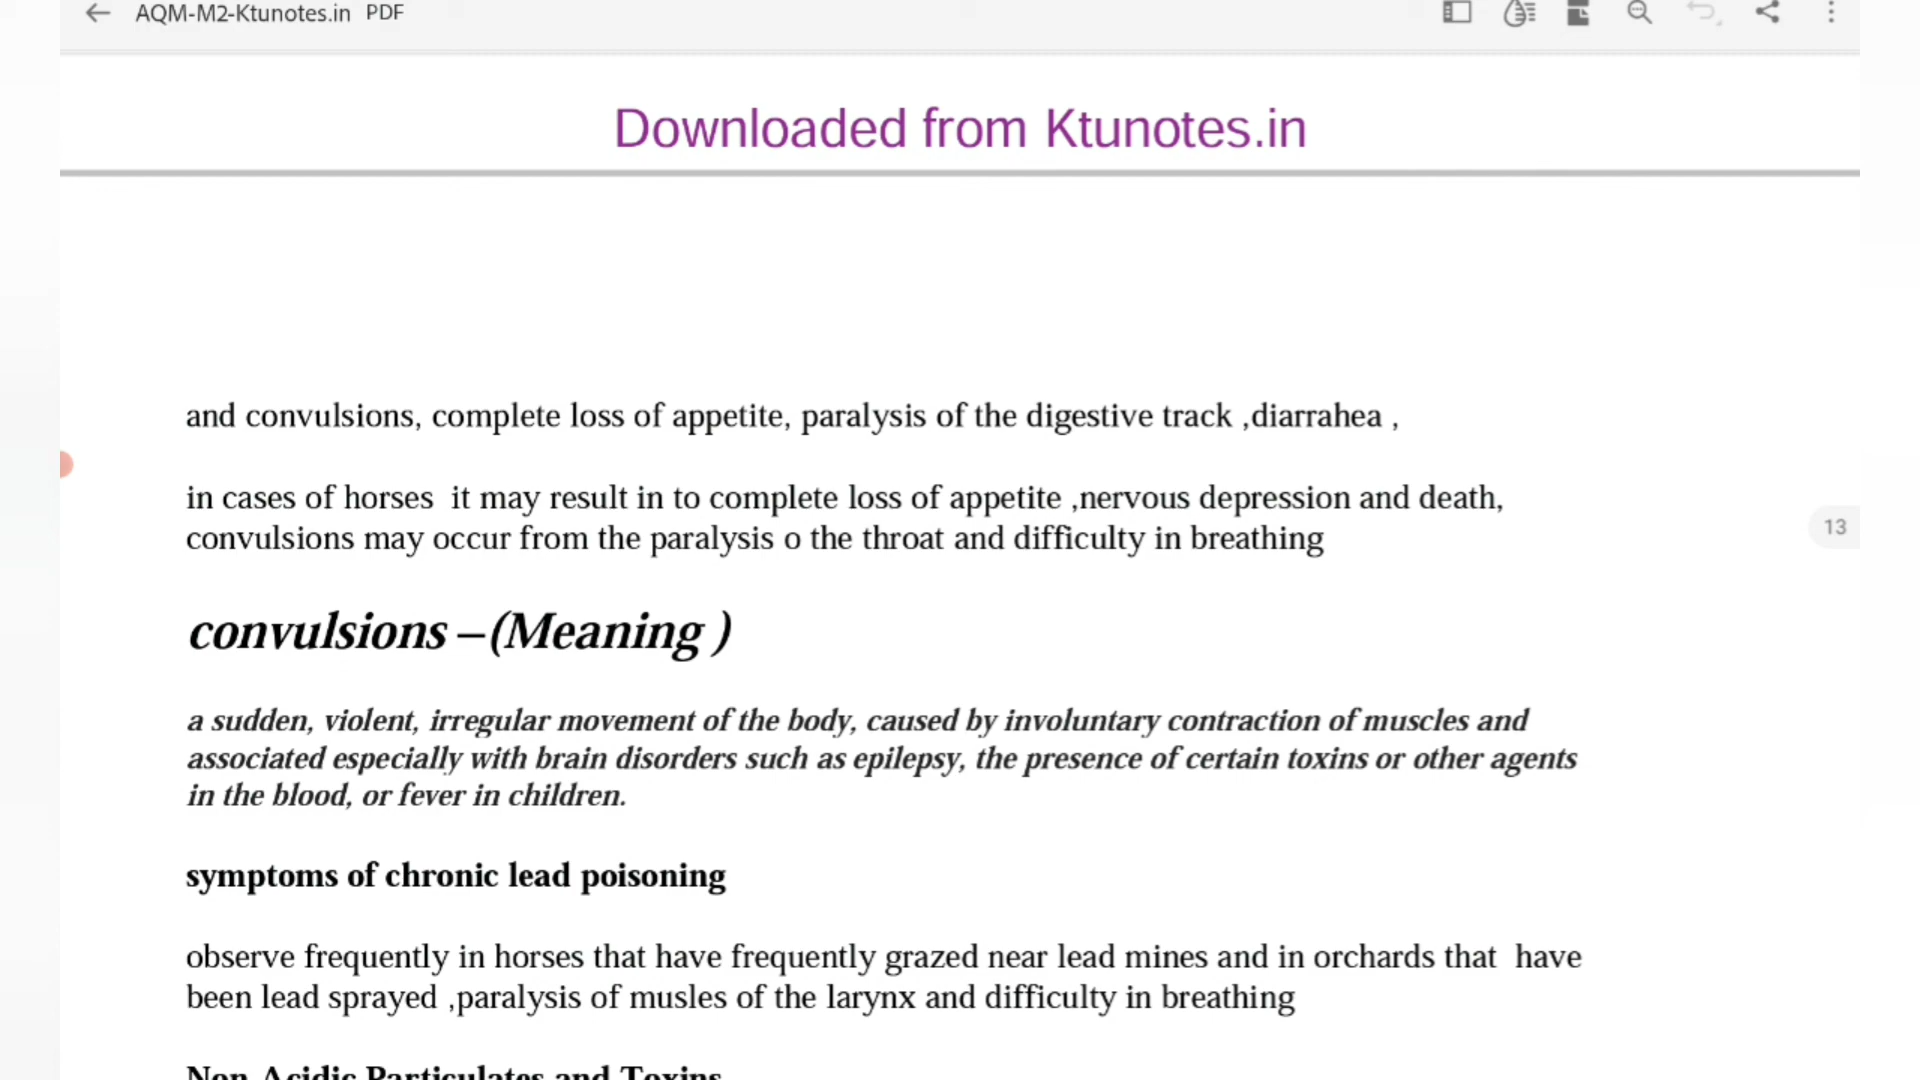 AQM-M2-Ktunotes.in PDF
Downloaded from Ktunotes.in
and convulsions, complete loss of appetite, paralysis of the digestive track ,diarrahea ,
in cases of horses  it may result in to complete loss of appetite ,nervous depression and death,
convulsions may occur from the paralysis o the throat and difficulty in breathing
13
convulsions –(Meaning )
a sudden, violent, irregular movement of the body, caused by involuntary contraction of muscles and
associated especially with brain disorders such as epilepsy, the presence of certain toxins or other agents
in the blood, or fever in children.
symptoms of chronic lead poisoning
observe frequently in horses that have frequently grazed near lead mines and in orchards that  have
been lead sprayed ,paralysis of musles of the larynx and difficulty in breathing
Non-Acidic Particulates and Toxins